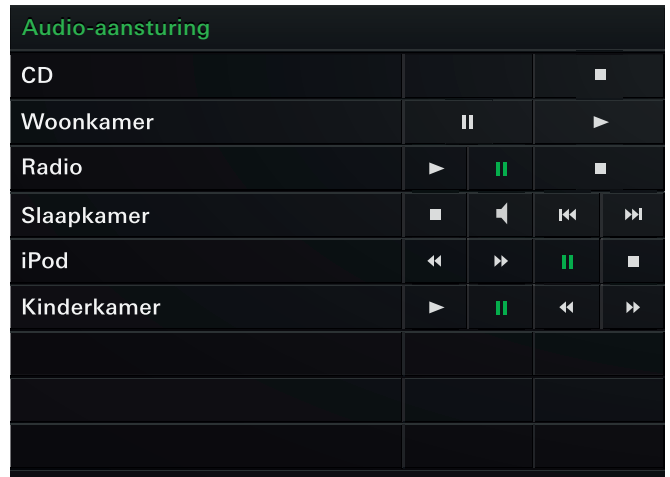 Audio-aansturing
CD
Woonkamer
Radio
Slaapkamer
iPod
Kinderkamer